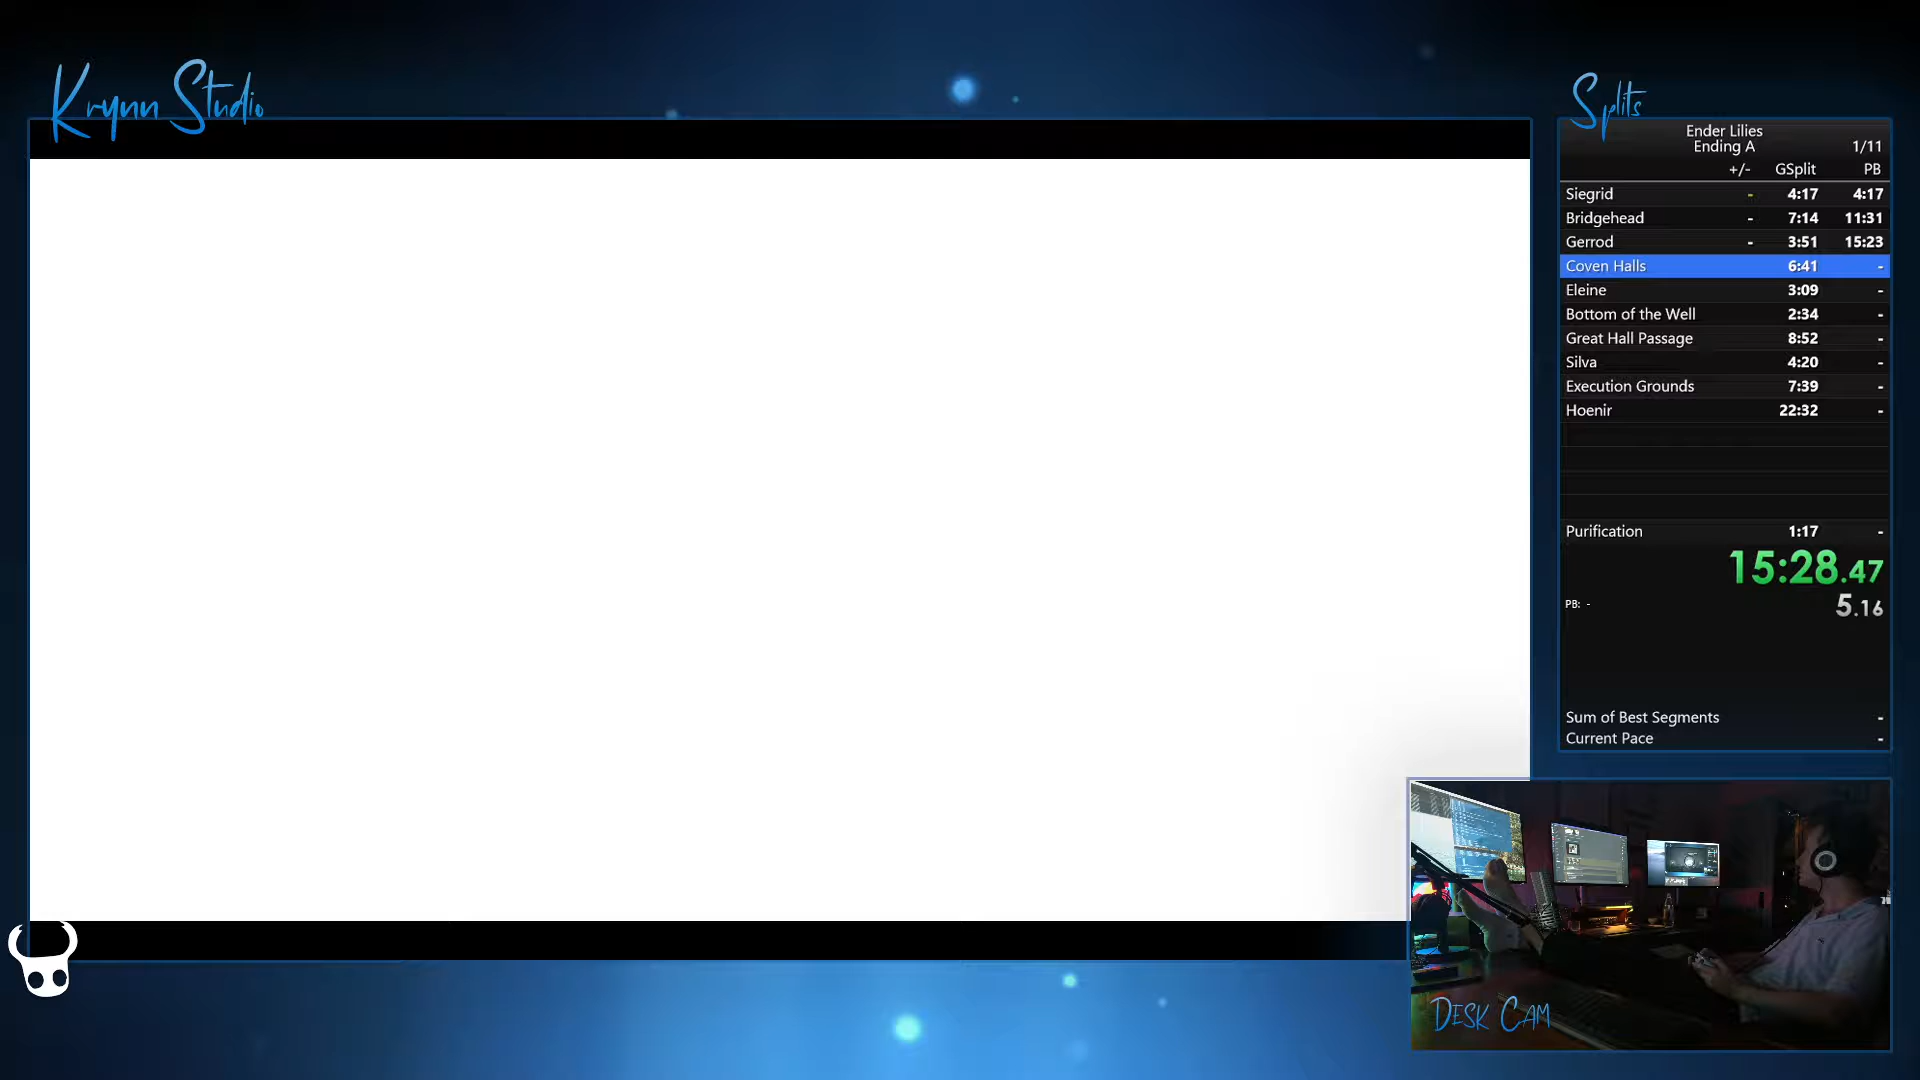 Krynn Studio
Splits
Ender Lilies
Ending A 1/11
+/- GSplit PB
Siegrid - 4:17 4:17
Bridgehead - 7:14 11:31
Gerrod - 3:51 15:23
Coven Halls 6:41 -
Eleine 3:09 -
Bottom of the Well 2:34 -
Great Hall Passage 8:52 -
Silva 4:20 -
Execution Grounds 7:39 -
Hoenir 22:32 -
Purification 1:17 -
15:28.47
PB: - 5.16
Sum of Best Segments -
Current Pace -
Desk Cam